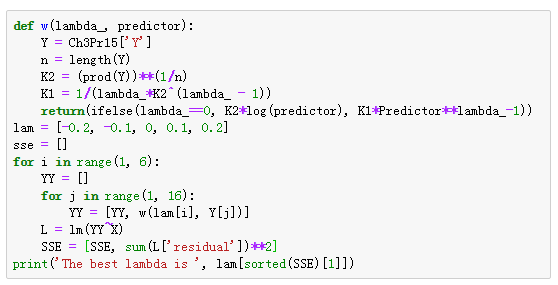 def w(lambda_, predictor):
    Y = Ch3Pr15['Y']
    n = length(Y)
    K2 = (prod(Y))**(1/n)
    K1 = 1/(lambda_*K2^(lambda_ - 1))
    return(ifelse(lambda_==0, K2*log(predictor), K1*Predictor**lambda_-1))
lam = [-0.2, -0.1, 0, 0.1, 0.2]
sse = []
for i in range(1, 6):
    YY = []
    for j in range(1, 16):
        YY = [YY, w(lam[i], Y[j])]
    L = lm(YY~X)
    SSE = [SSE, sum(L['residual'])**2]
print('The best lambda is ', lam[sorted(SSE)[1]])